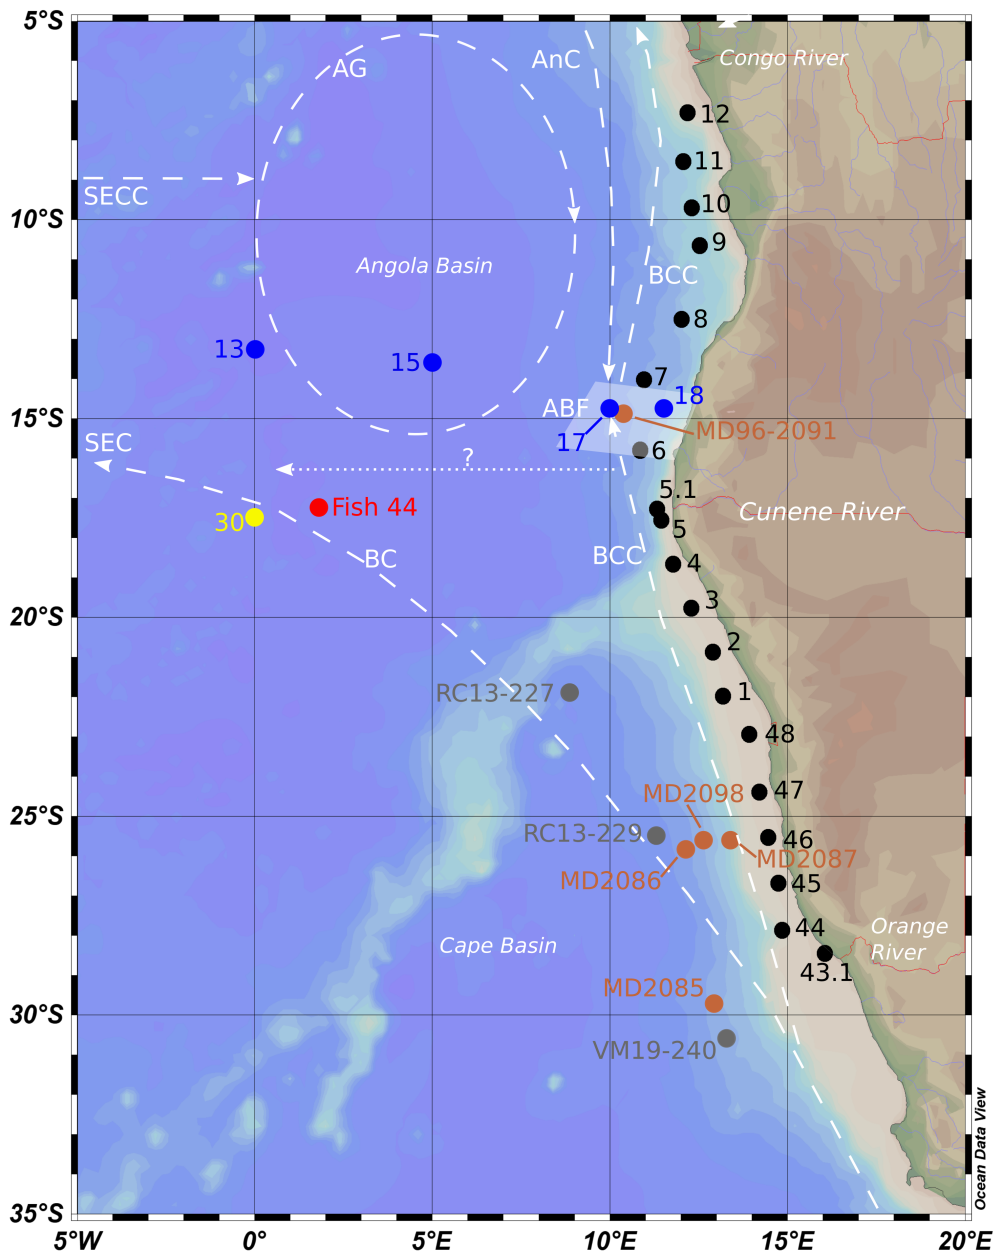 5°S
AnC
Congo River
AG
12
11
SECC
10
10°S
9
Angola Basin
BCC
8
13
15
7
18
ABF
15°S
MD96-2091
17
SEC
6
?
5.1
Fish 44
Cunene River
30
5
BC
BCC
4
3
20°S
2
RC13-227
1
48
47
MD2098
25°S
RC13-229
46
MD2087
MD2086
45
44
Orange
River
Cape Basin
43.1
MD2085
30°S
VM19-240
Ocean Data View
35°S
5°W
0°
5°E
10°E
15°E
20°E